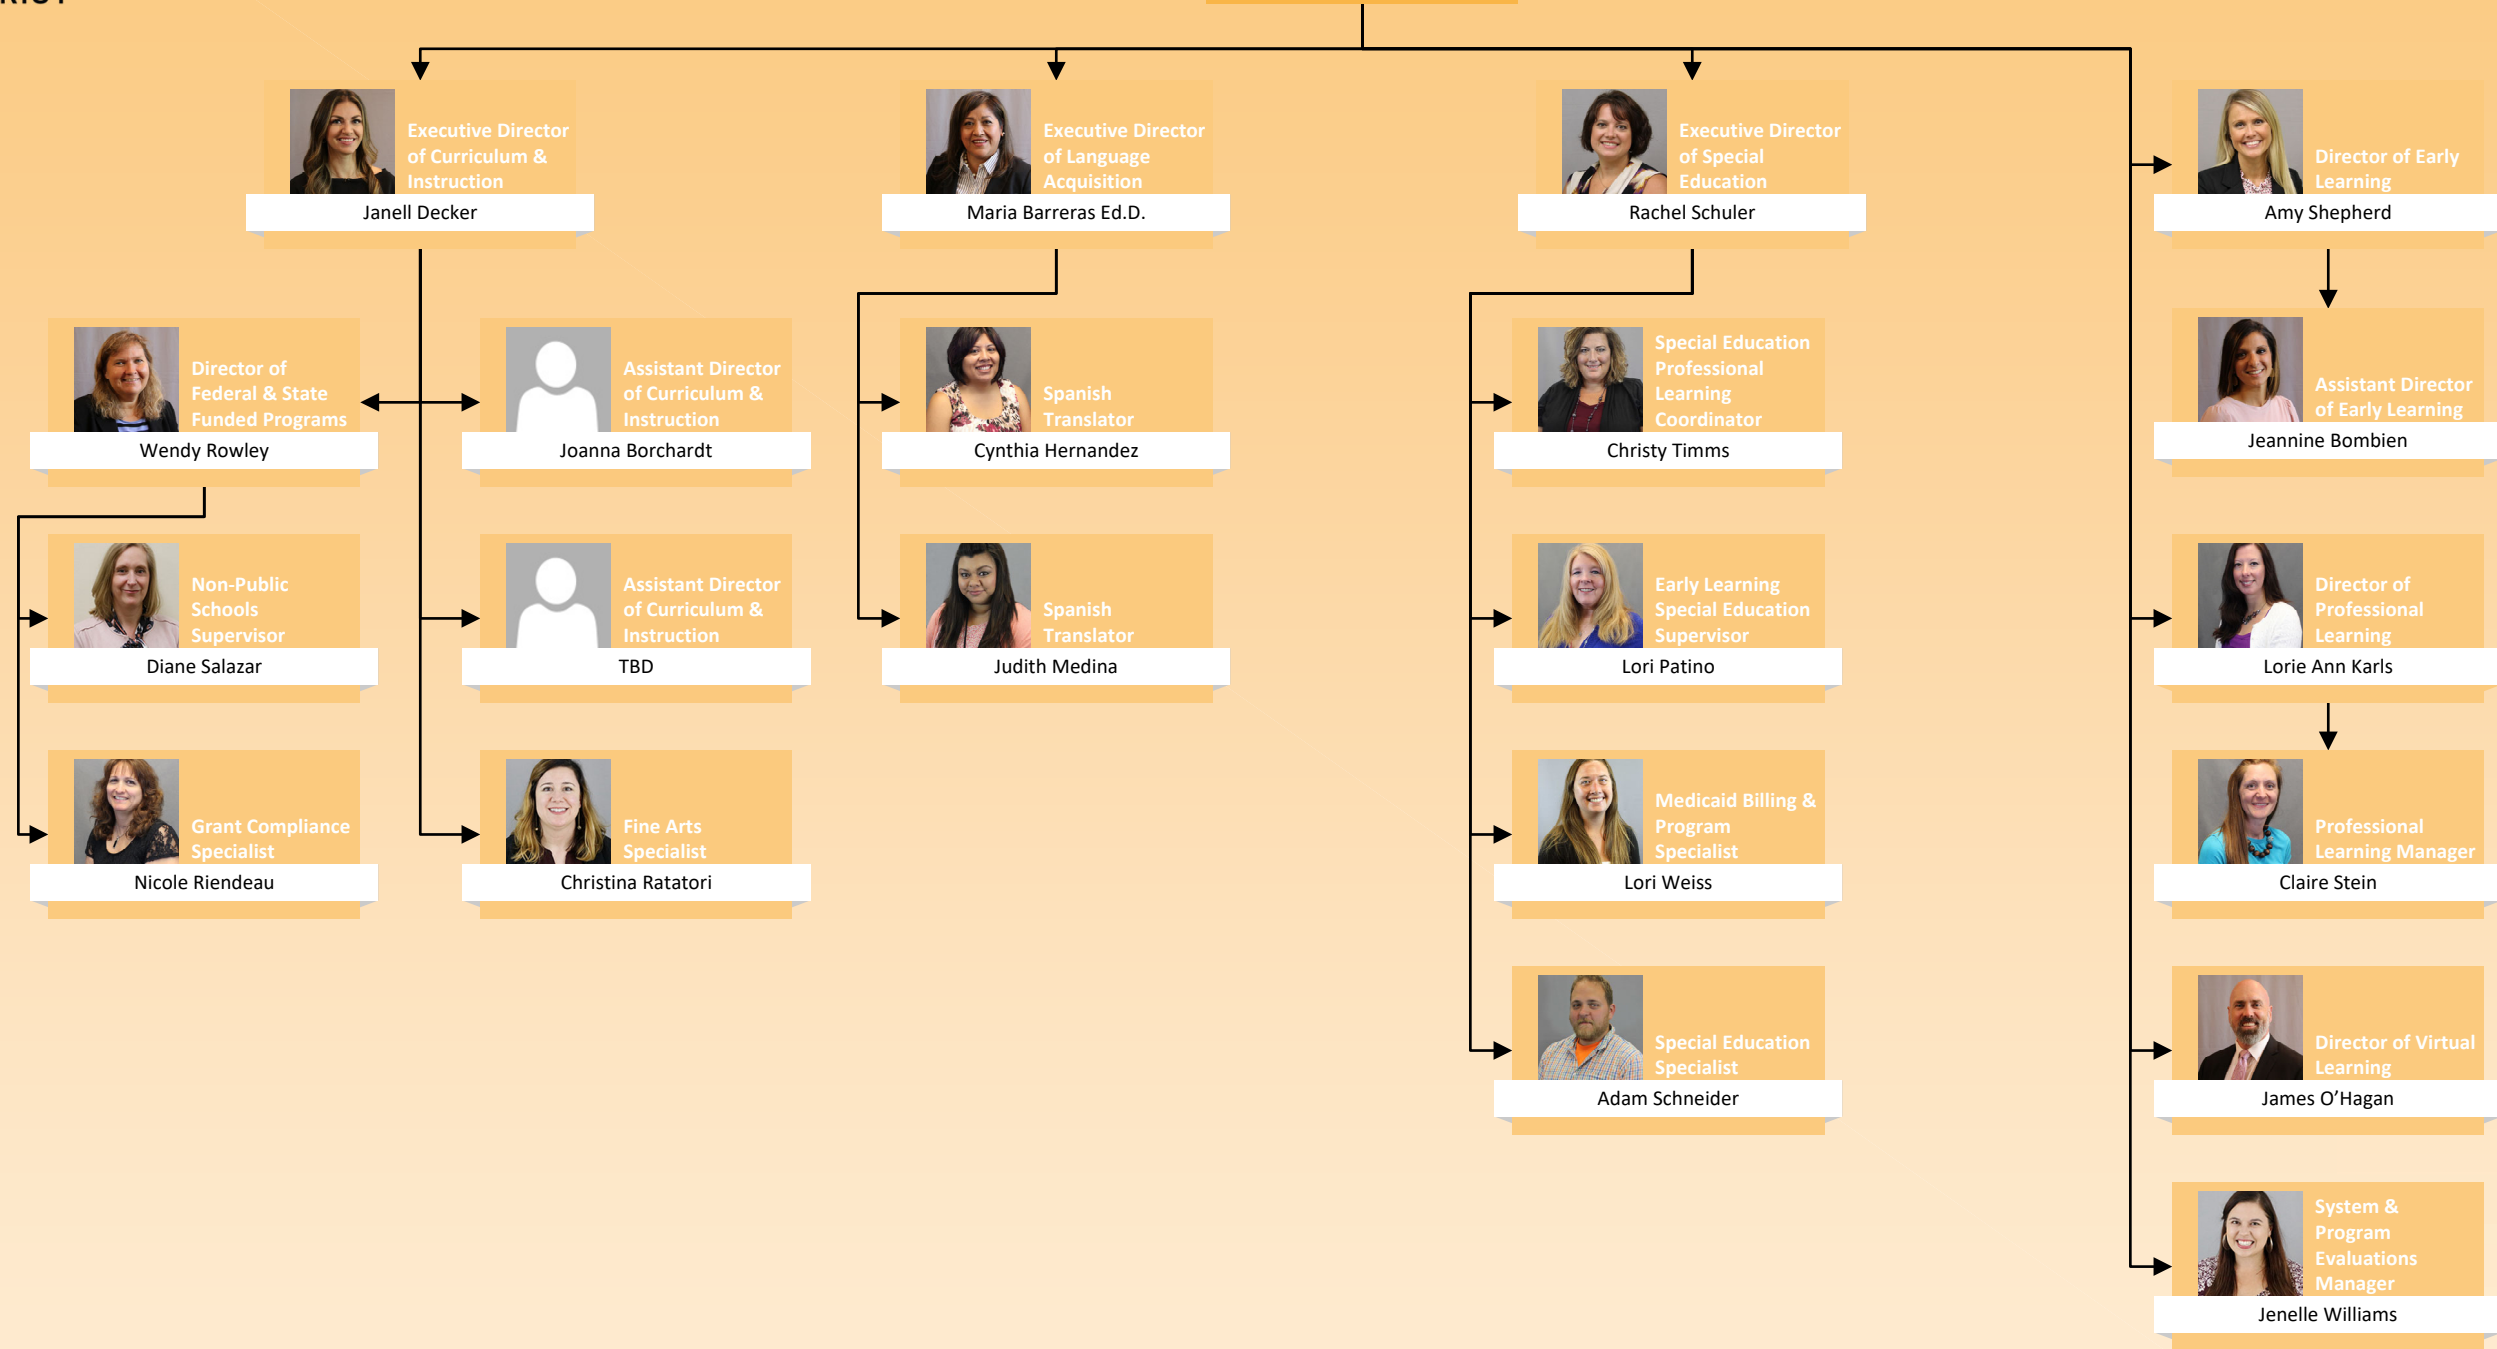 Executive Director
of Curriculum &
Instruction
Janell Decker
Executive Director
of Language
Acquisition
Maria Barreras Ed.D.
Executive Director
of Special
Education
Rachel Schuler
Director of Early
Learning
Amy Shepherd
Director of
Federal & State
Funded Programs
Wendy Rowley
Assistant Director
of Curriculum &
Instruction
Joanna Borchardt
Spanish
Translator
Cynthia Hernandez
Special Education
Professional
Learning
Coordinator
Christy Timms
Assistant Director
of Early Learning
Jeannine Bombien
Non-Public
Schools
Supervisor
Diane Salazar
Assistant Director
of Curriculum &
Instruction
TBD
Spanish
Translator
Judith Medina
Early Learning
Special Education
Supervisor
Lori Patino
Director of
Professional
Learning
Lorie Ann Karls
Grant Compliance
Specialist
Nicole Riendeau
Fine Arts
Specialist
Christina Ratatori
Medicaid Billing &
Program
Specialist
Lori Weiss
Professional
Learning Manager
Claire Stein
Special Education
Specialist
Adam Schneider
Director of Virtual
Learning
James O’Hagan
System &
Program
Evaluations
Manager
Jenelle Williams